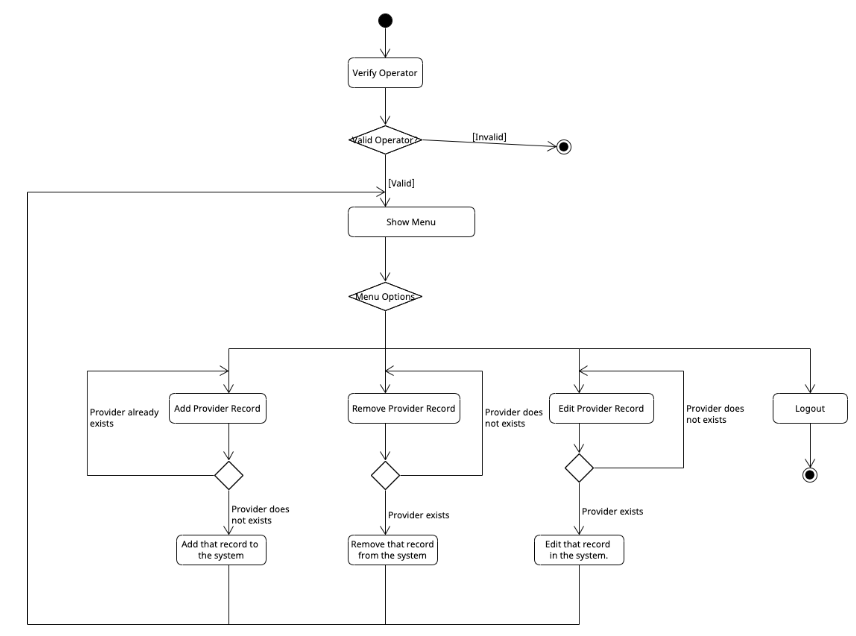 Verify Operator
Valid Operator?
[Invalid]
[Valid]
Show Menu
Menu Options
Provider already
exists
Add Provider Record
Remove Provider Record
Provider does
not exists
Edit Provider Record
Provider does
not exists
Logout
Provider does
not exists
Provider exists
Provider exists
Add that record to
the system
Remove that record
from the system
Edit that record
in the system.